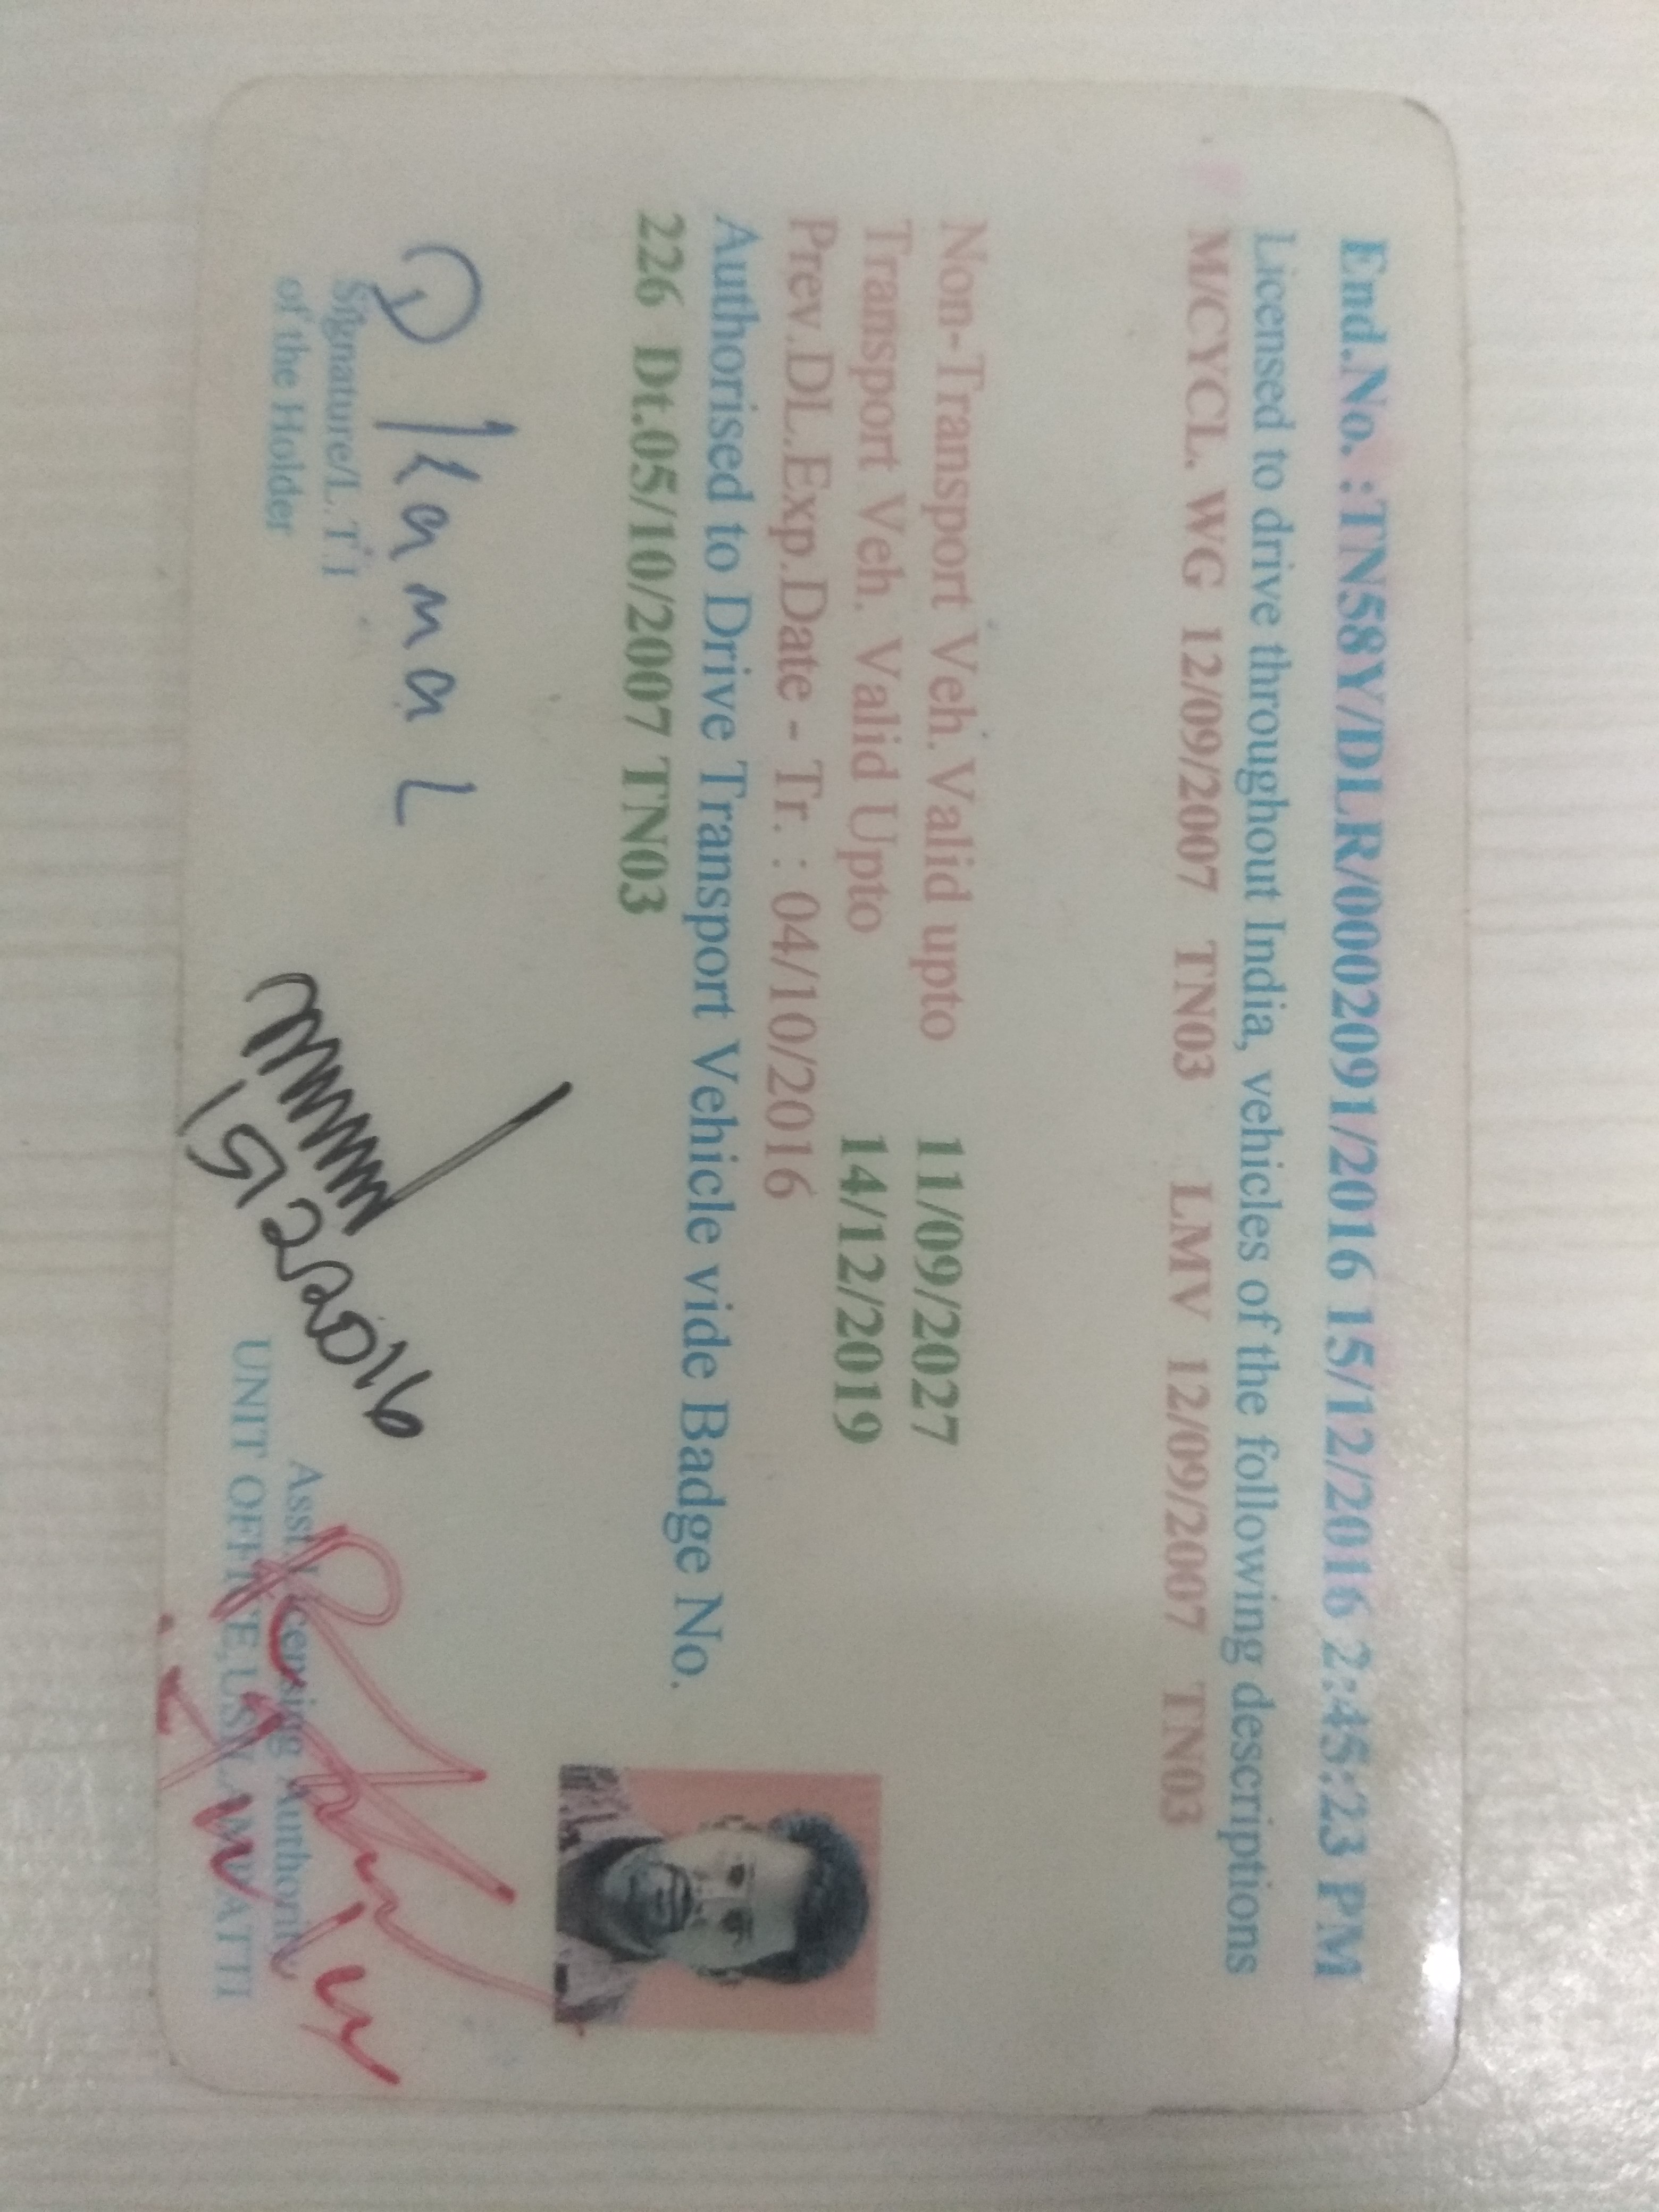 End.No. :TN58Y/DLR/0002091/2016 15/12/2016 2:45:23 PM
Licensed to drive throughout India, vehicles of the following descriptions
M/CYCL. WG 12/09/2007 TN03 LMV 12/09/2007 TN03
Non-Transport Veh.Valid upto 11/09/2027
Transport Veh. Valid Upto 14/12/2019
Prev.DL.Exp.Date - Tr. : 04/10/2016
Authorised to Drive Transport Vehicle vide Badge No.
226 Dt.05/10/2007 TN03
D Kamal
Signature/L.T.I
of the Holder
Asst Licensing Authority
UNIT OFFICE,USILAMPATTI